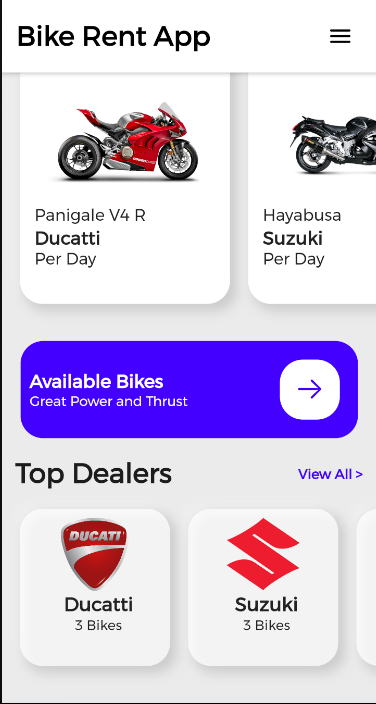 Bike Rent App
Panigale V4 R
Ducatti
Per Day
Hayabusa
Suzuki
Per Day
Available Bikes
Great Power and Thrust
Top Dealers
View All >
DUCATI
Ducatti
3 Bikes
Suzuki
3 Bikes